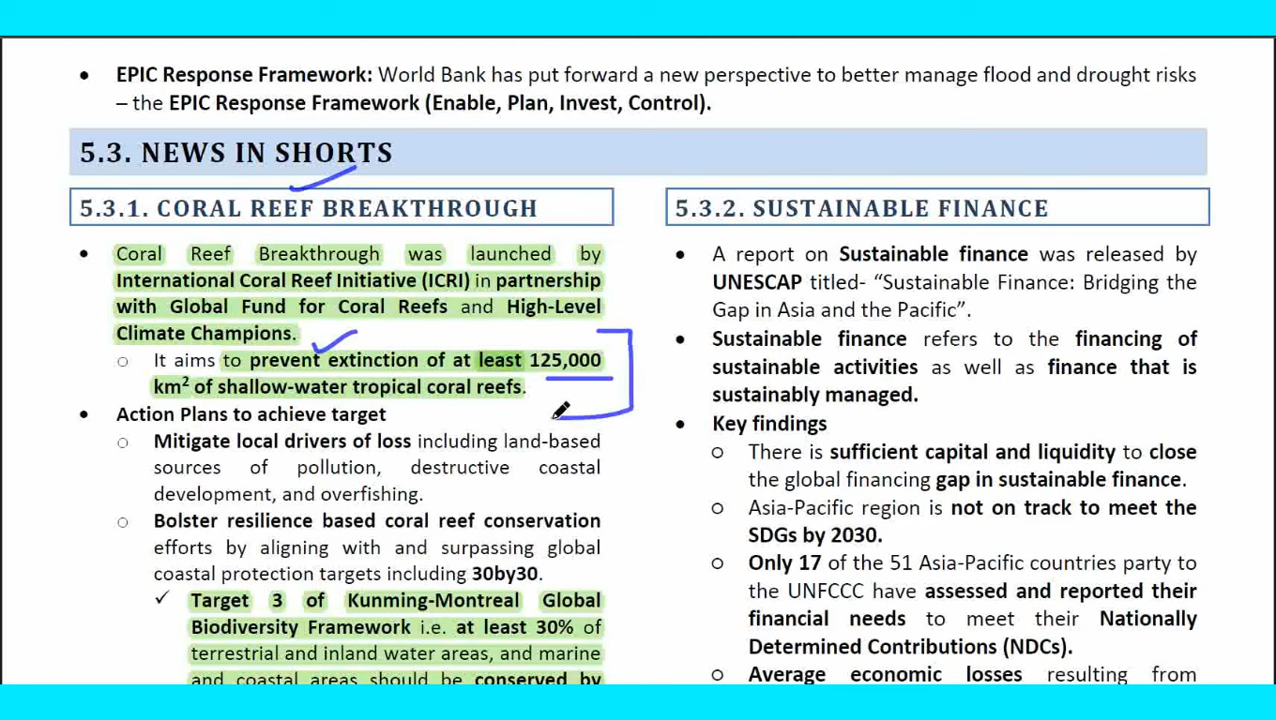 • EPIC Response Framework: World Bank has put forward a new perspective to better manage flood and drought risks
– the EPIC Response Framework (Enable, Plan, Invest, Control).
5.3. NEWS IN SHORTS
5.3.1. CORAL REEF BREAKTHROUGH
• Coral Reef Breakthrough was launched by
International Coral Reef Initiative (ICRI) in partnership
with Global Fund for Coral Reefs and High-Level
Climate Champions.
○ It aims to prevent extinction of at least 125,000
km² of shallow-water tropical coral reefs.
• Action Plans to achieve target
○ Mitigate local drivers of loss including land-based
sources of pollution, destructive coastal
development, and overfishing.
○ Bolster resilience based coral reef conservation
efforts by aligning with and surpassing global
coastal protection targets including 30by30.
✓ Target 3 of Kunming-Montreal Global
Biodiversity Framework i.e. at least 30% of
terrestrial and inland water areas, and marine
and coastal areas should be conserved by
5.3.2. SUSTAINABLE FINANCE
• A report on Sustainable finance was released by
UNESCAP titled- “Sustainable Finance: Bridging the
Gap in Asia and the Pacific”.
• Sustainable finance refers to the financing of
sustainable activities as well as finance that is
sustainably managed.
• Key findings
○ There is sufficient capital and liquidity to close
the global financing gap in sustainable finance.
○ Asia-Pacific region is not on track to meet the
SDGs by 2030.
○ Only 17 of the 51 Asia-Pacific countries party to
the UNFCCC have assessed and reported their
financial needs to meet their Nationally
Determined Contributions (NDCs).
○ Average economic losses resulting from